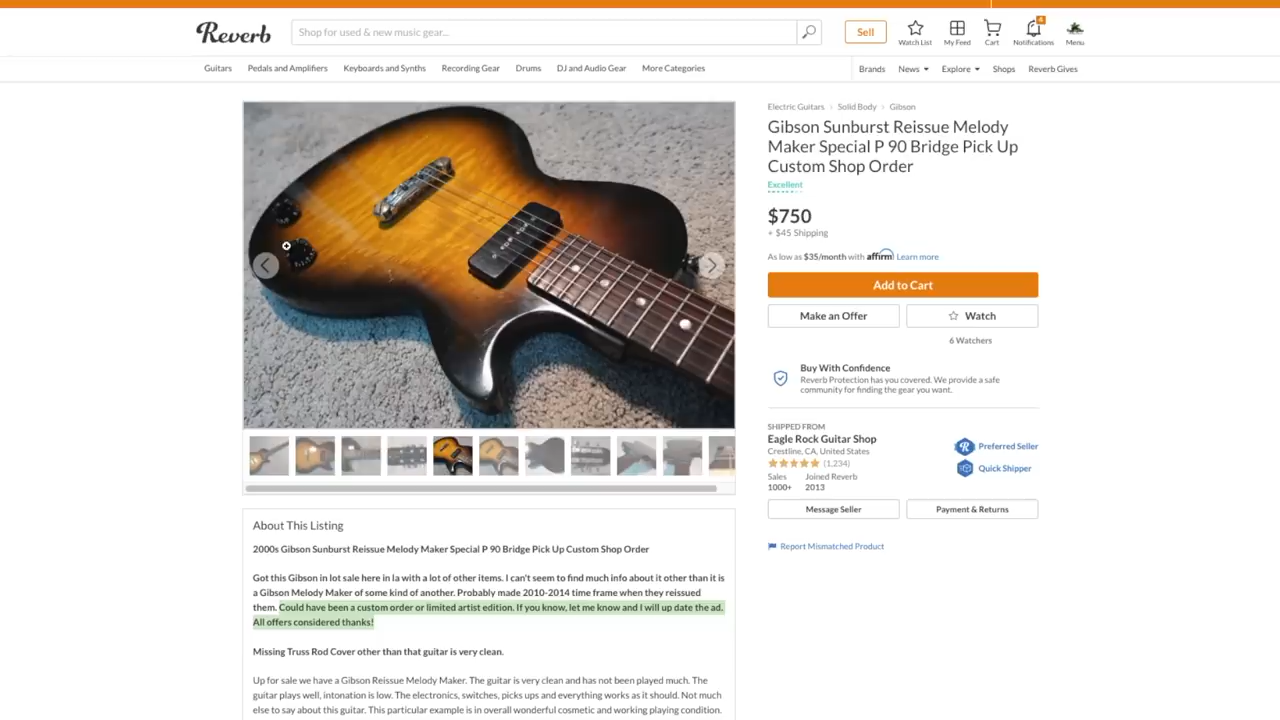 Reverb
Shop for used & new music gear...
Sell
Watch List
My Feed
Cart
4
Notifications
Menu
Guitars
Pedals and Amplifiers
Keyboards and Synths
Recording Gear
Drums
DJ and Audio Gear
More Categories
Brands
News
Explore
Shops
Reverb Gives
Electric Guitars
Solid Body
Gibson
Gibson Sunburst Reissue Melody
Maker Special P 90 Bridge Pick Up
Custom Shop Order
Excellent
$750
+ $45 Shipping
As low as $35/month with affirm Learn more
Add to Cart
Make an Offer
Watch
6 Watchers
Buy With Confidence
Reverb Protection has you covered. We provide a safe
community for finding the gear you want.
SHIPPED FROM
Eagle Rock Guitar Shop
Crestline, CA, United States
(1,234)
Sales
1000+
Joined Reverb
2013
Preferred Seller
Quick Shipper
Message Seller
Payment & Returns
Report Mismatched Product
About This Listing
2000s Gibson Sunburst Reissue Melody Maker Special P 90 Bridge Pick Up Custom Shop Order
Got this Gibson in lot sale here in la with a lot of other items. I can't seem to find much info about it other than it is
a Gibson Melody Maker of some kind of another. Probably made 2010-2014 time frame when they reissued
them. Could have been a custom order or limited artist edition. If you know, let me know and I will up date the ad.
All offers considered thanks!
Missing Truss Rod Cover other than that guitar is very clean.
Up for sale we have a Gibson Reissue Melody Maker. The guitar is very clean and has not been played much. The
guitar plays well, intonation is low. The electronics, switches, picks ups and everything works as it should. Not much
else to say about this guitar. This particular example is in overall wonderful cosmetic and working playing condition.